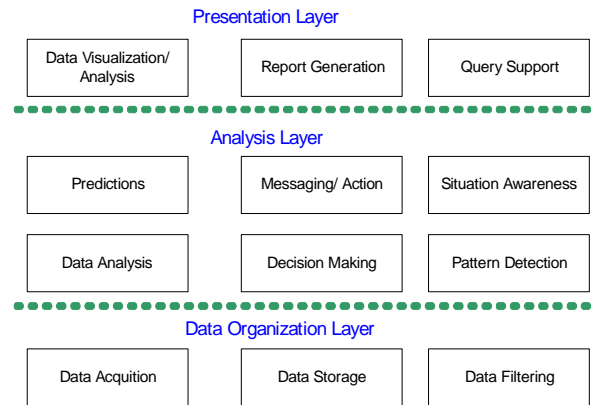 Presentation Layer
Data Visualization/
Analysis
Report Generation
Query Support
Analysis Layer
Predictions
Messaging/ Action
Situation Awareness
Data Analysis
Decision Making
Pattern Detection
Data Organization Layer
Data Acquition
Data Storage
Data Filtering